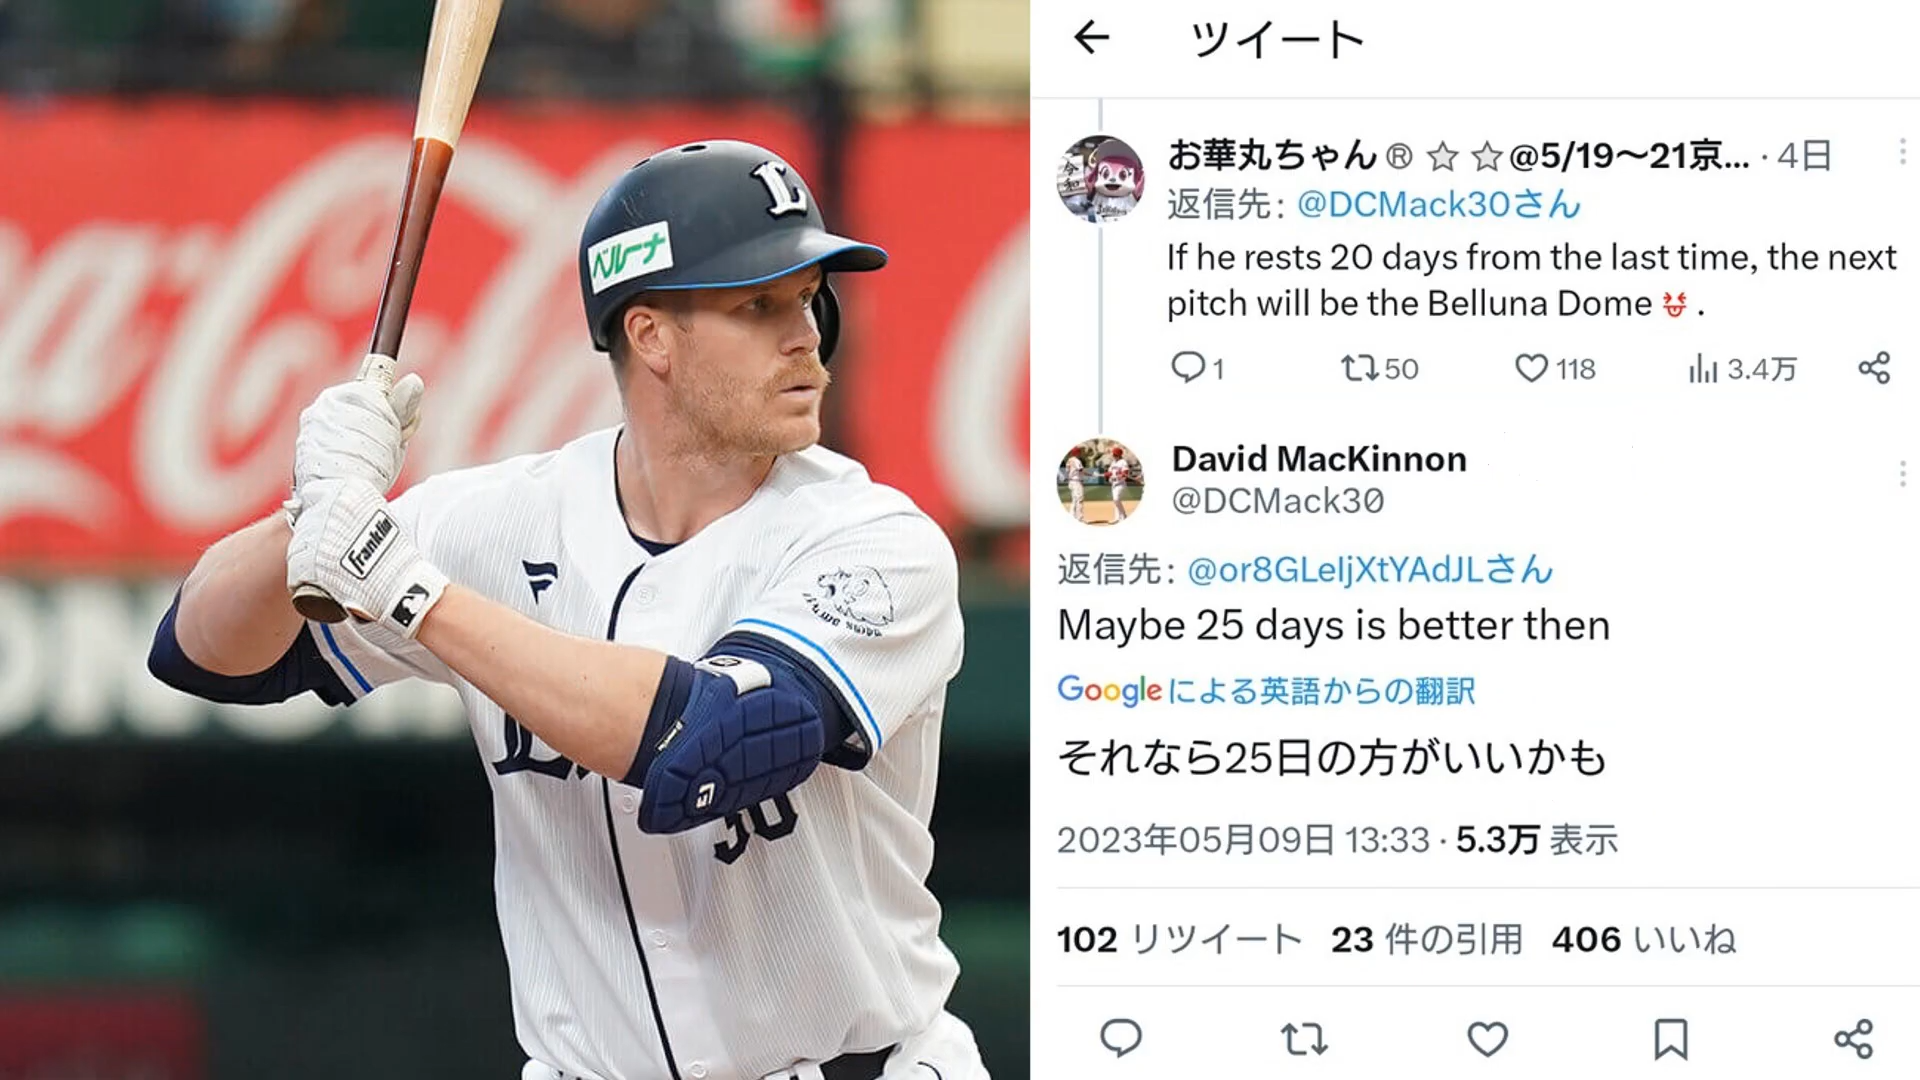 ベルーナ
L
Franklin
30
ツイート
お華丸ちゃん® ☆ ☆@5/19〜21京... · 4日
返信先: @DCMack30さん
If he rests 20 days from the last time, the next
pitch will be the Belluna Dome .
1 50 118 3.4万
David MacKinnon
@DCMack30
返信先: @or8GLeljXtYAdJLさん
Maybe 25 days is better then
Googleによる英語からの翻訳
それなら25日の方がいいかも
2023年05月09日 13:33 · 5.3万 表示
102 リツイート 23 件の引用 406 いいね